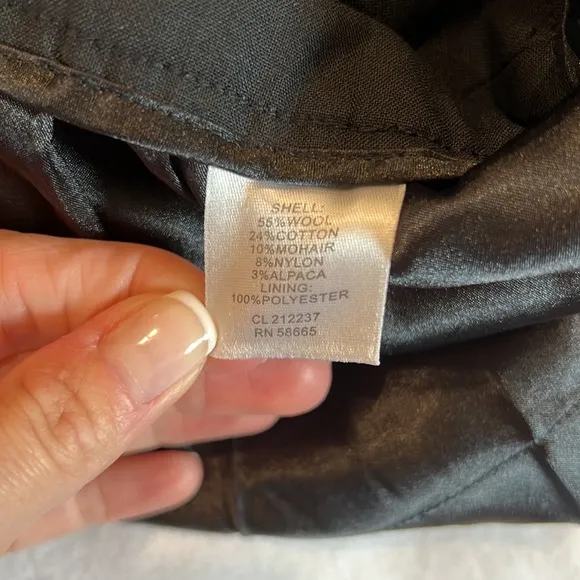 SHELL:
55%WOOL
24%COTTON
10%MOHAIR
8%NYLON
3%ALPACA
LINING:
100%POLYESTER
CL 212237
RN 58665